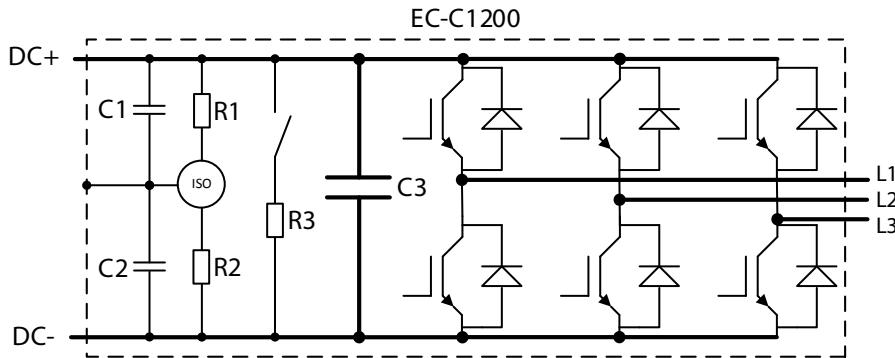 EC-C1200
DC+
C1
R1
ISO
C3
L1
L2
R3
L3
C2
R2
DC-